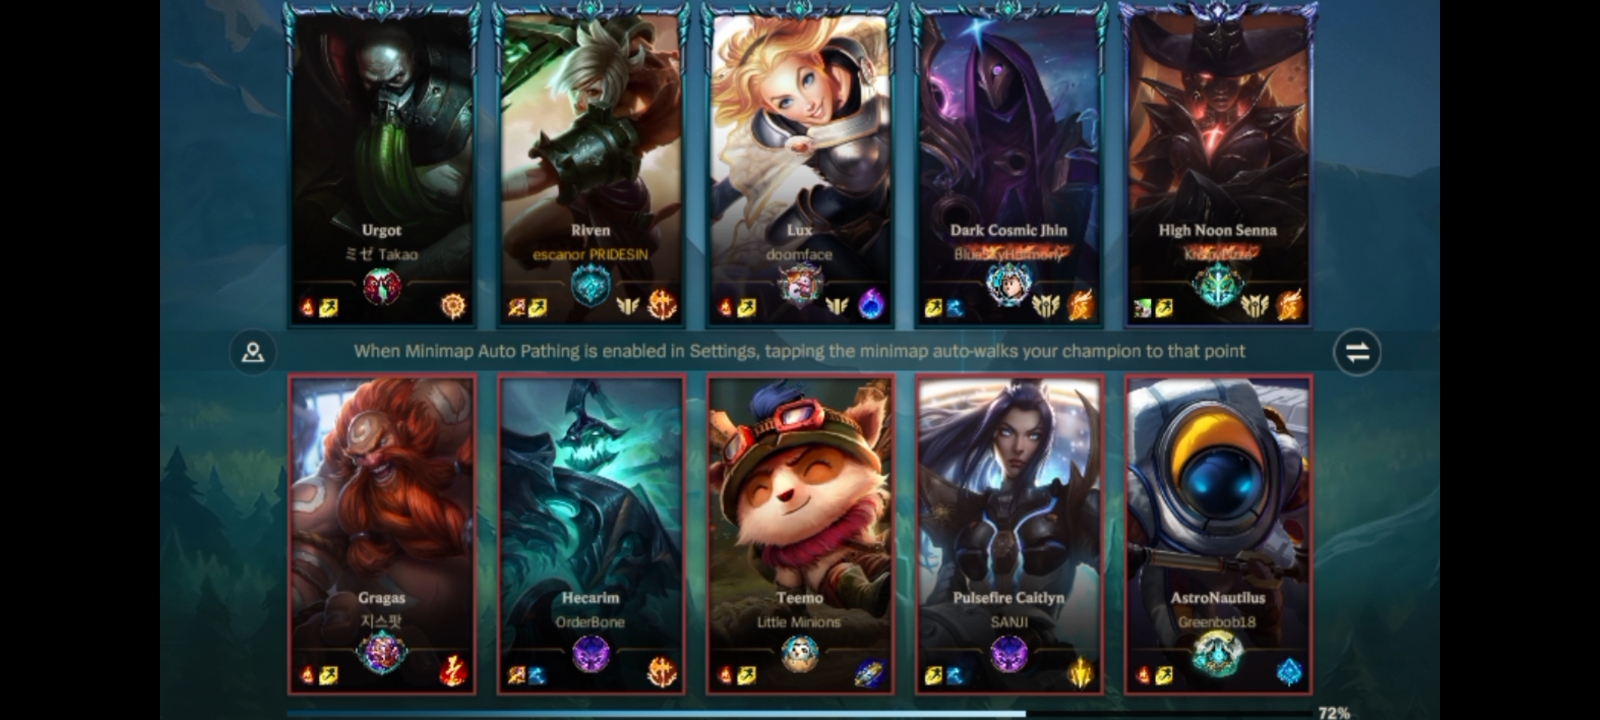 Urgot
ミゼ Takao
Riven
escanor PRIDESIN
Lux
doomface
Dark Cosmic Jhin
High Noon Senna
When Minimap Auto Pathing is enabled in Settings, tapping the minimap auto-walks your champion to that point
Gragas
지스팟
Hecarim
OrderBone
Teemo
Little Minions
Pulsefire Caitlyn
SANJI
AstroNautilus
Greenbob18
72%